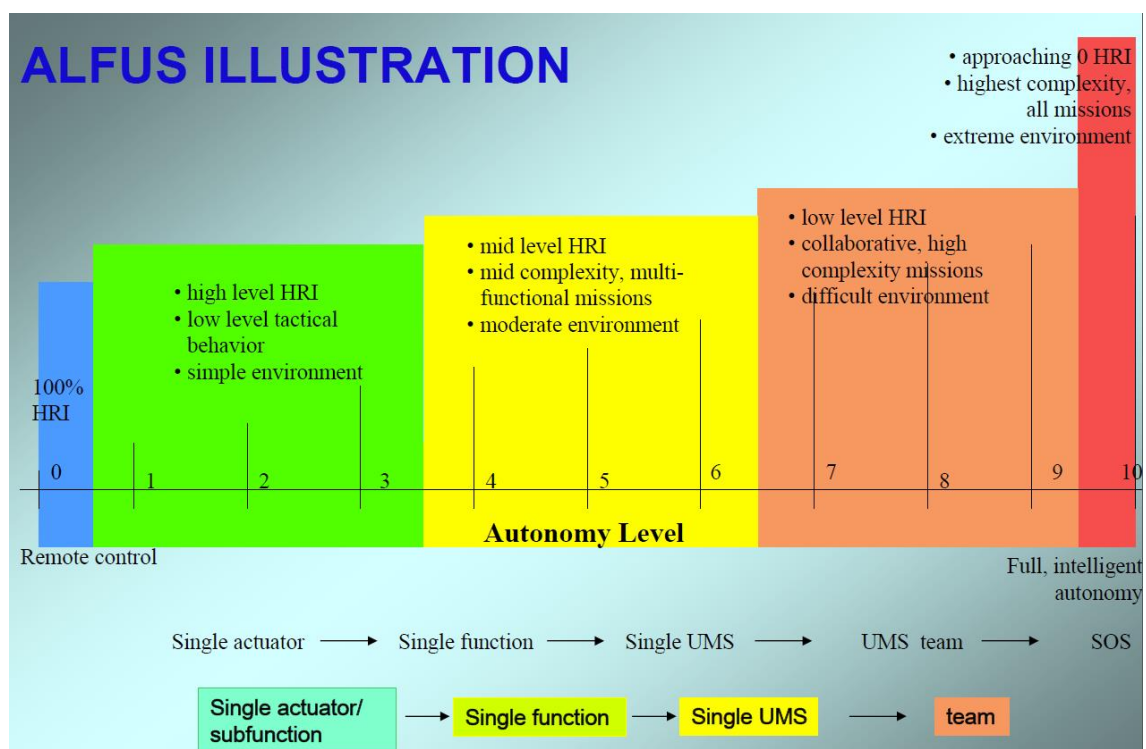 ALFUS ILLUSTRATION
• approaching 0 HRI
• highest complexity,
all missions
• extreme environment
• low level HRI
• collaborative, high
complexity missions
• difficult environment
• mid level HRI
• mid complexity, multi-
functional missions
• moderate environment
• high level HRI
• low level tactical
behavior
• simple environment
100%
HRI
0 1 2 3 4 5 6 7 8 9 10
Autonomy Level
Remote control
Full, intelligent
autonomy
Single actuator → Single function → Single UMS → UMS team → SOS
Single actuator/
subfunction
→ Single function → Single UMS → team